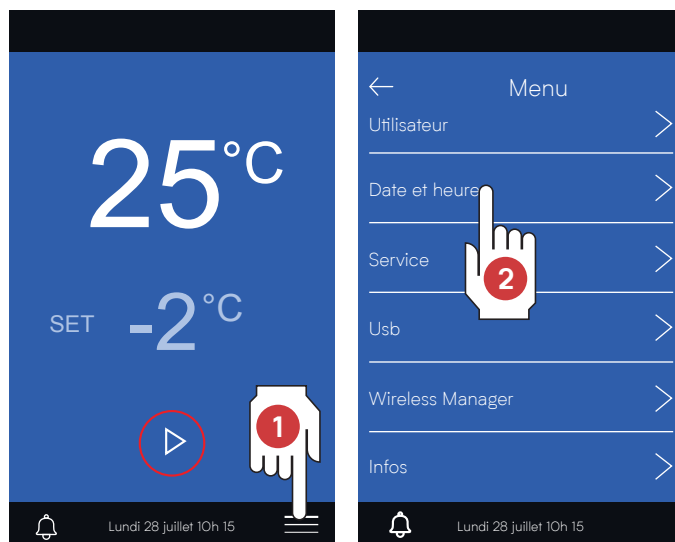 25°C
SET -2°C
1
Lundi 28 juillet 10h 15
Menu
Utilisateur
Date et heure
2
Service
Usb
Wireless Manager
Infos
Lundi 28 juillet 10h 15